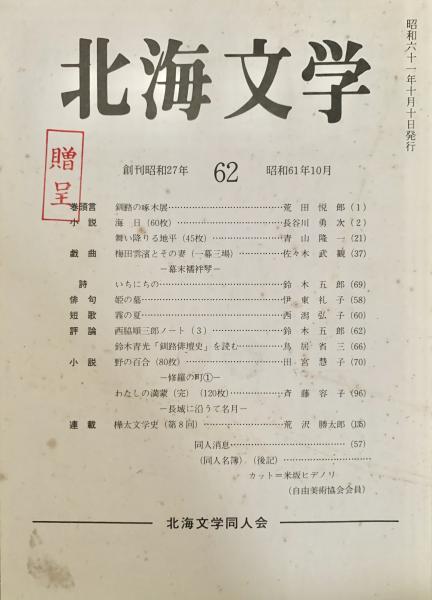 昭和六十一年十月十日発行
北海文学
贈呈
創刊昭和27年 62 昭和61年10月
巻頭言 釧路の啄木展……………………荒田悦郎(1)
小説 海日(60枚)……………………長谷川勇次(2)
舞い降りる地平(45枚)……………………青山隆一(21)
戯曲 梅田雲濱とその妻(一幕三場)……………………佐々木武観(37)
―幕末襦袢琴―
詩 いちにちの……………………鈴木五郎(69)
俳句 姫の墓……………………伊東礼子(58)
短歌 霧の夏……………………西潟弘子(60)
評論 西脇順三郎ノート(3)……………………鈴木五郎(62)
鈴木青光「釧路俳壇史」を読む……………………鳥居省三(66)
小説 野の百合(80枚)……………………田宮慧子(70)
―修羅の町①―
わたしの満蒙(完)(120枚)……………………斉藤容子(96)
―長城に沿うて名月―
連載 樺太文学史(第8回)……………………荒沢勝太郎(135)
同人消息……………………(57)
(同人名簿)(後記)……………………
カット=米坂ヒデノリ
(自由美術協会会員)
北海文学同人会